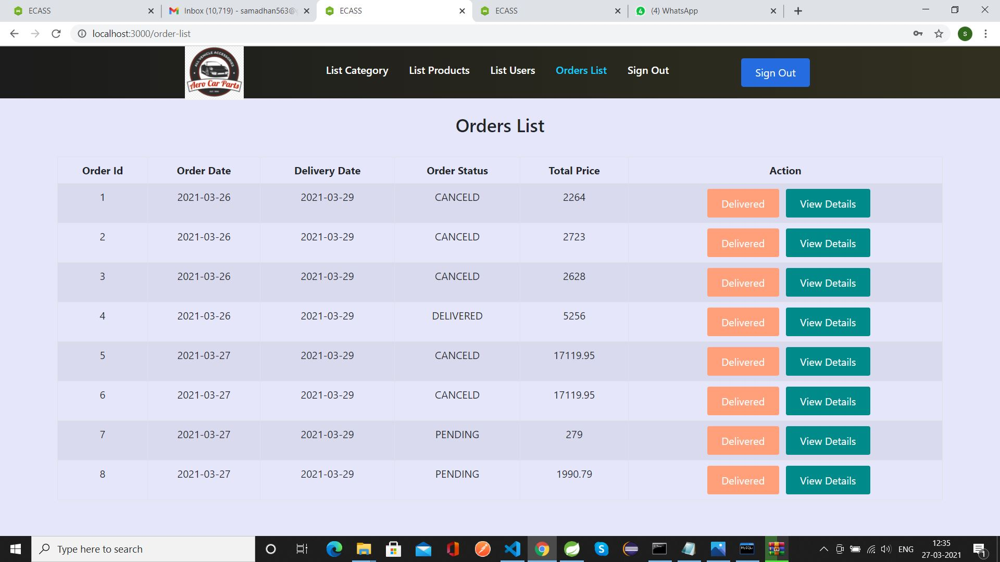 ECASS
Inbox (10,719) - samadhan563@
ECASS
ECASS
(4) WhatsApp
localhost:3000/order-list
S
ALL VEHICLE ACCESSORIES
Aero Car Parts
List Category
List Products
List Users
Orders List
Sign Out
Sign Out
Orders List
Order Id Order Date Delivery Date Order Status Total Price Action
1 2021-03-26 2021-03-29 CANCELD 2264 Delivered View Details
2 2021-03-26 2021-03-29 CANCELD 2723 Delivered View Details
3 2021-03-26 2021-03-29 CANCELD 2628 Delivered View Details
4 2021-03-26 2021-03-29 DELIVERED 5256 Delivered View Details
5 2021-03-27 2021-03-29 CANCELD 17119.95 Delivered View Details
6 2021-03-27 2021-03-29 CANCELD 17119.95 Delivered View Details
7 2021-03-27 2021-03-29 PENDING 279 Delivered View Details
8 2021-03-27 2021-03-29 PENDING 1990.79 Delivered View Details
Type here to search
ENG
12:35
27-03-2021
1